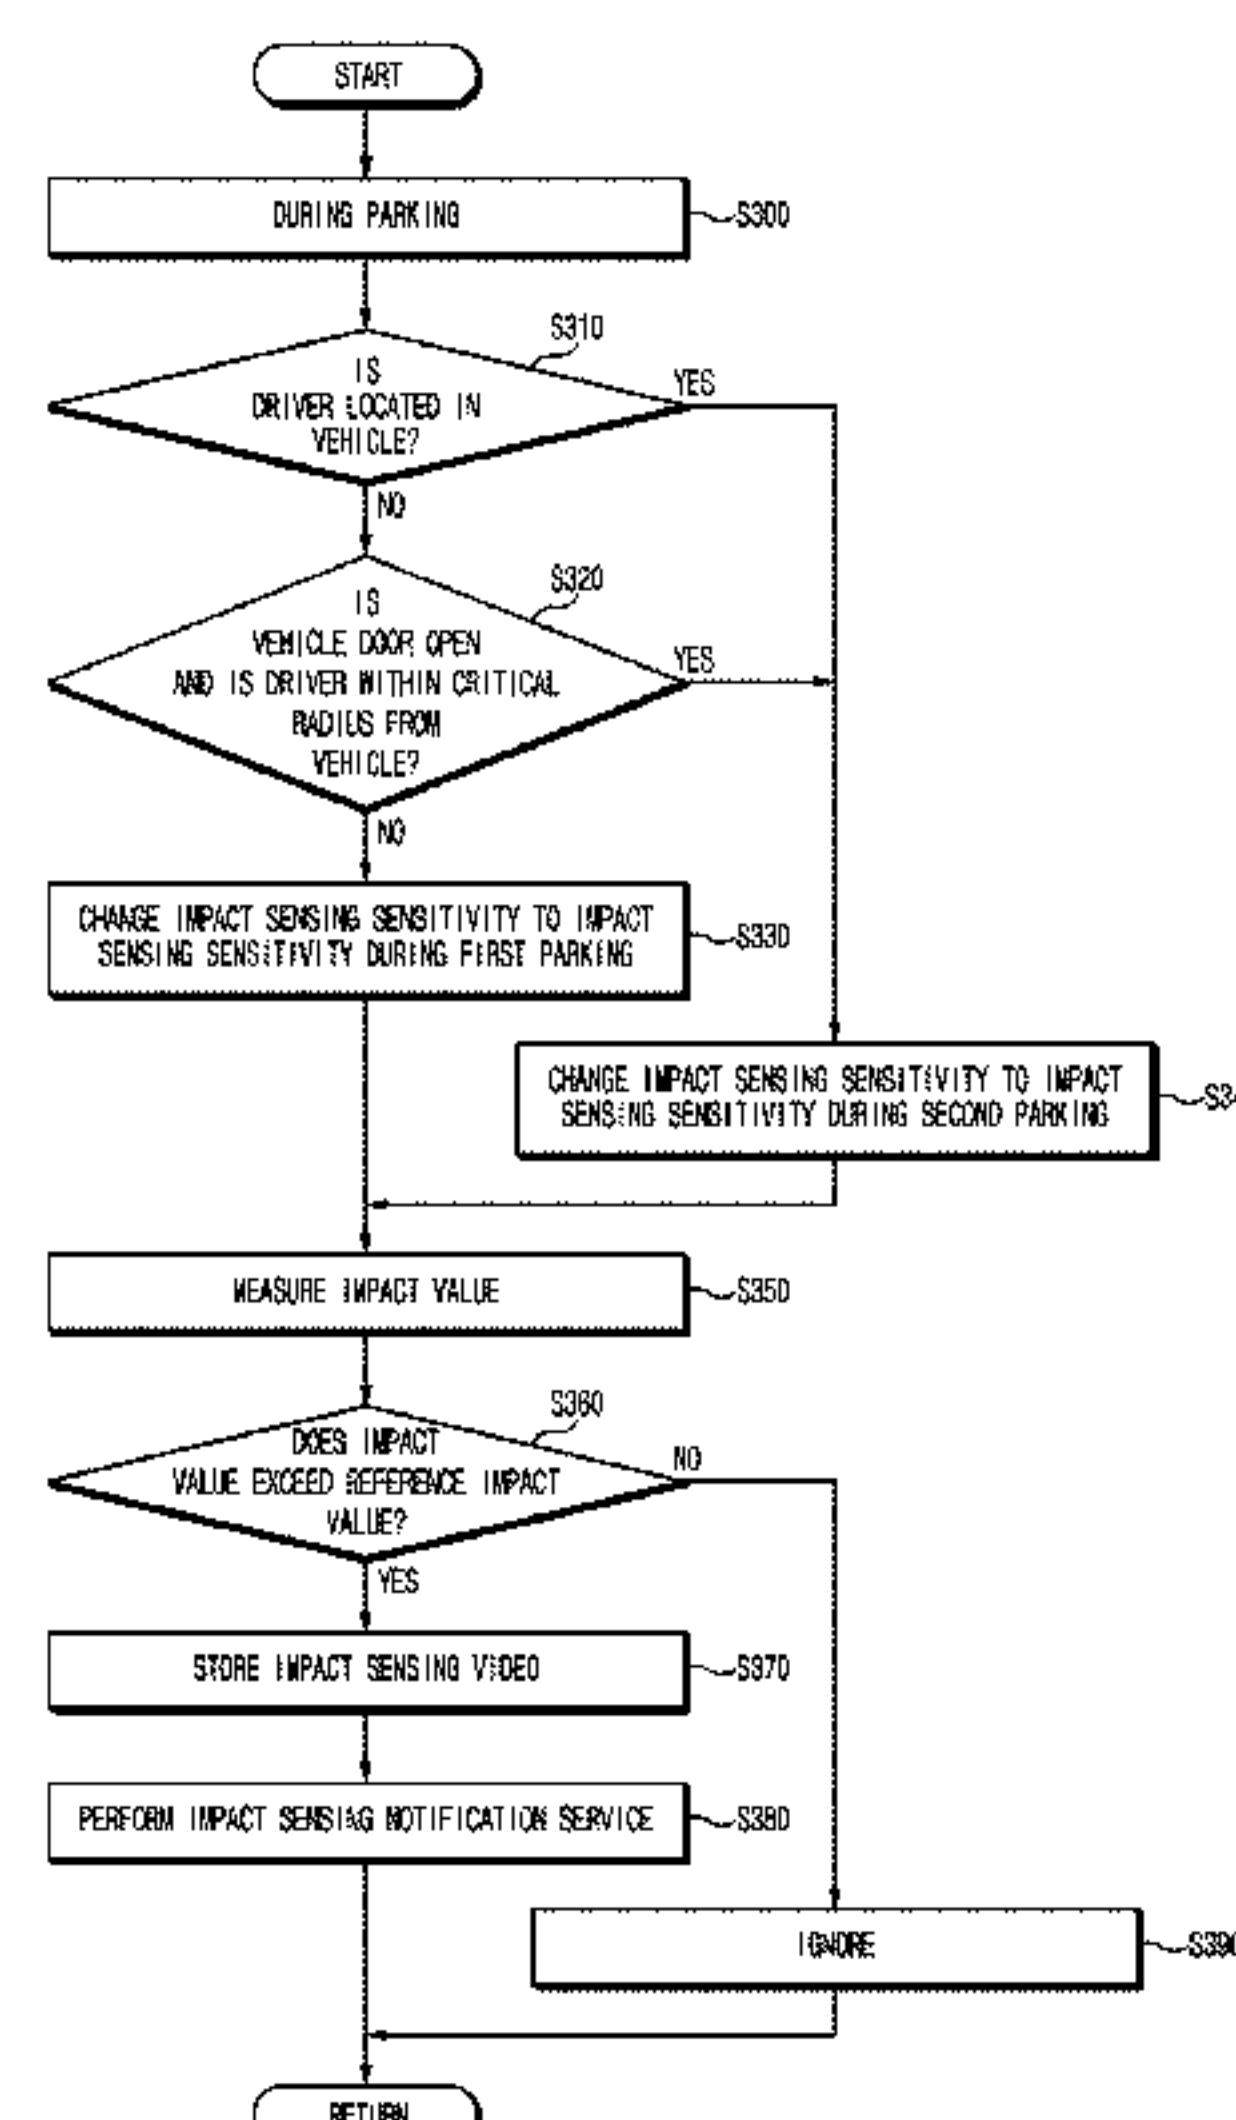 START
DURING PARKING
S300
S310
IS
DRIVER LOCATED IN
VEHICLE?
YES
NO
S320
IS
VEHICLE DOOR OPEN
AND IS DRIVER WITHIN CRITICAL
RADIUS FROM
VEHICLE?
YES
NO
CHANGE IMPACT SENSING SENSITIVITY TO IMPACT
SENSING SENSITIVITY DURING FIRST PARKING
S330
CHANGE IMPACT SENSING SENSITIVITY TO IMPACT
SENSING SENSITIVITY DURING SECOND PARKING
MEASURE IMPACT VALUE
S350
S360
DOES IMPACT
VALUE EXCEED REFERENCE IMPACT
VALUE?
NO
YES
STORE IMPACT SENSING VIDEO
S370
PERFORM IMPACT SENSING NOTIFICATION SERVICE
S380
IGNORE
S390
RETURN